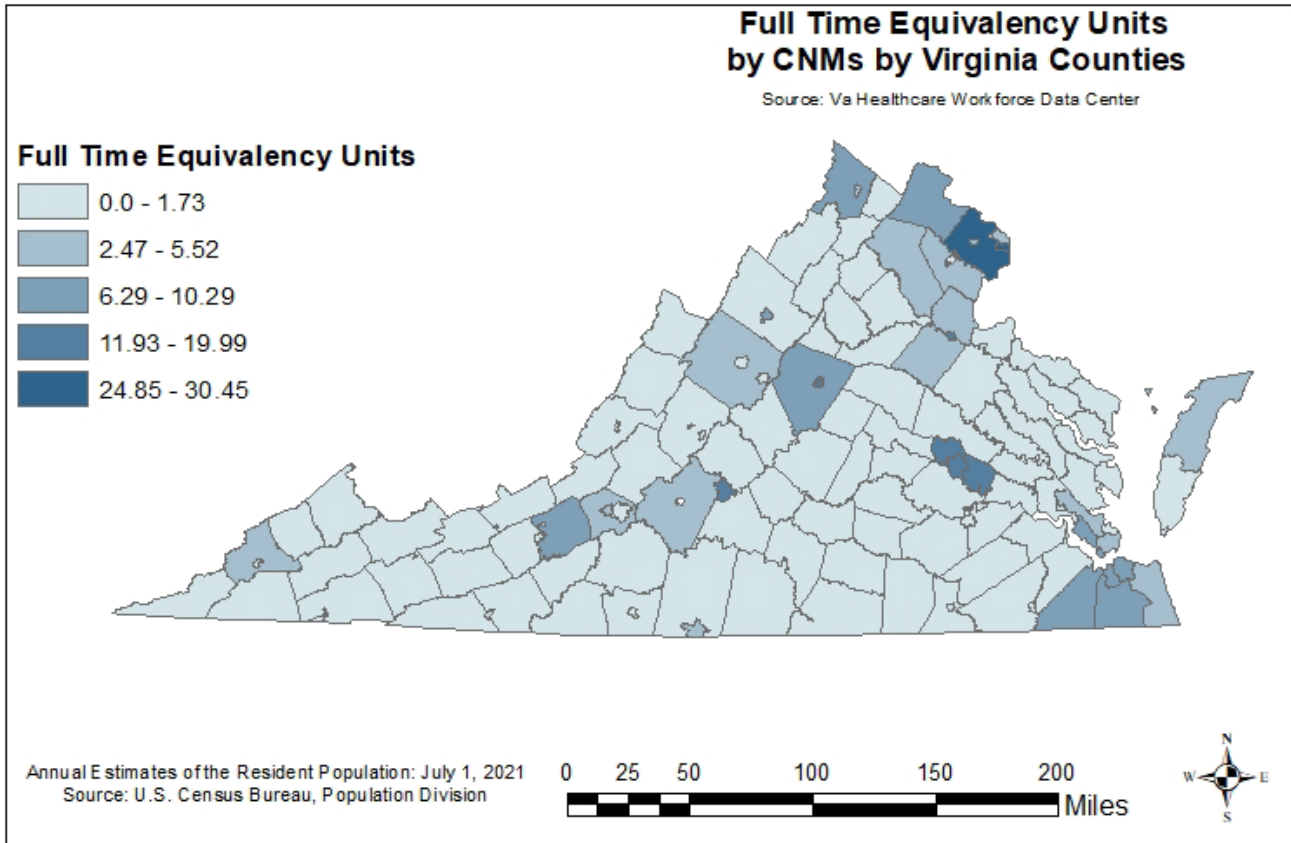 Full Time Equivalency Units
by CNMs by Virginia Counties
Source: Va Healthcare Workforce Data Center
Full Time Equivalency Units
0.0 - 1.73
2.47 - 5.52
6.29 - 10.29
11.93 - 19.99
24.85 - 30.45
Annual Estimates of the Resident Population: July 1, 2021
Source: U.S. Census Bureau, Population Division
0 25 50 100 150 200
Miles
N
W E
S